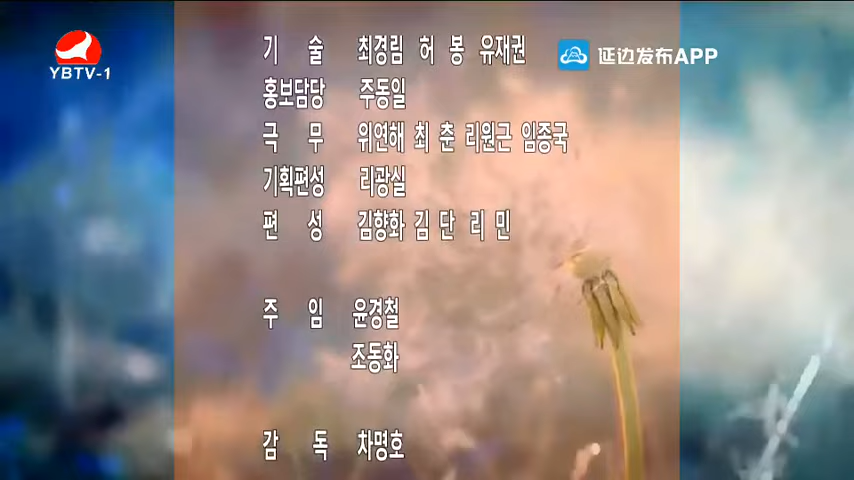 기 술 최경림 허 봉 유재권
延边发布APP
YBTV-1
홍보담당 주동일
극 무 위연해 최 춘 리원근 임종국
기획편성 리광실
편 성 김향화 김 단 리 민
주 임 윤경철
조동화
감 독 차명호